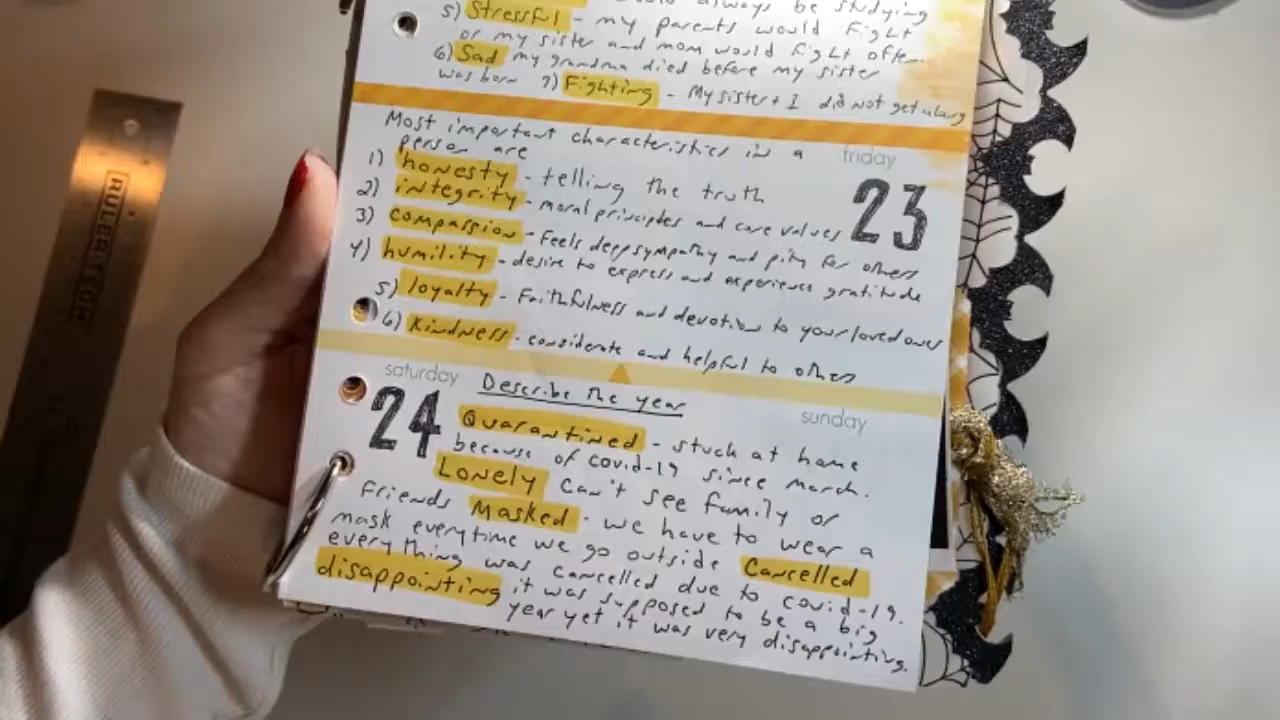 always be studying
5) Stressful - my parents would fight
or my sister and mom would fight often.
6) Sad my grandma died before my sister
was born 7) Fighting - My sister + I did not get along
Most important characteristics in a
person are
friday
23
1) honesty - telling the truth
2) integrity - moral principles and core values
3) compassion - Feels deep sympathy and pity for others
4) humility - desire to express and experience gratitude
5) loyalty - Faithfulness and devotion to your loved ones
6) Kindness - considerate and helpful to others
saturday
24
Describe the year
sunday
Quarantined - stuck at home
because of covid-19 since march.
Lonely Can't see family or
Friends Masked - we have to wear a
mask everytime we go outside Cancelled
everything was cancelled due to covid-19.
disappointing it was supposed to be a big
year yet it was very disappointing.
RULER